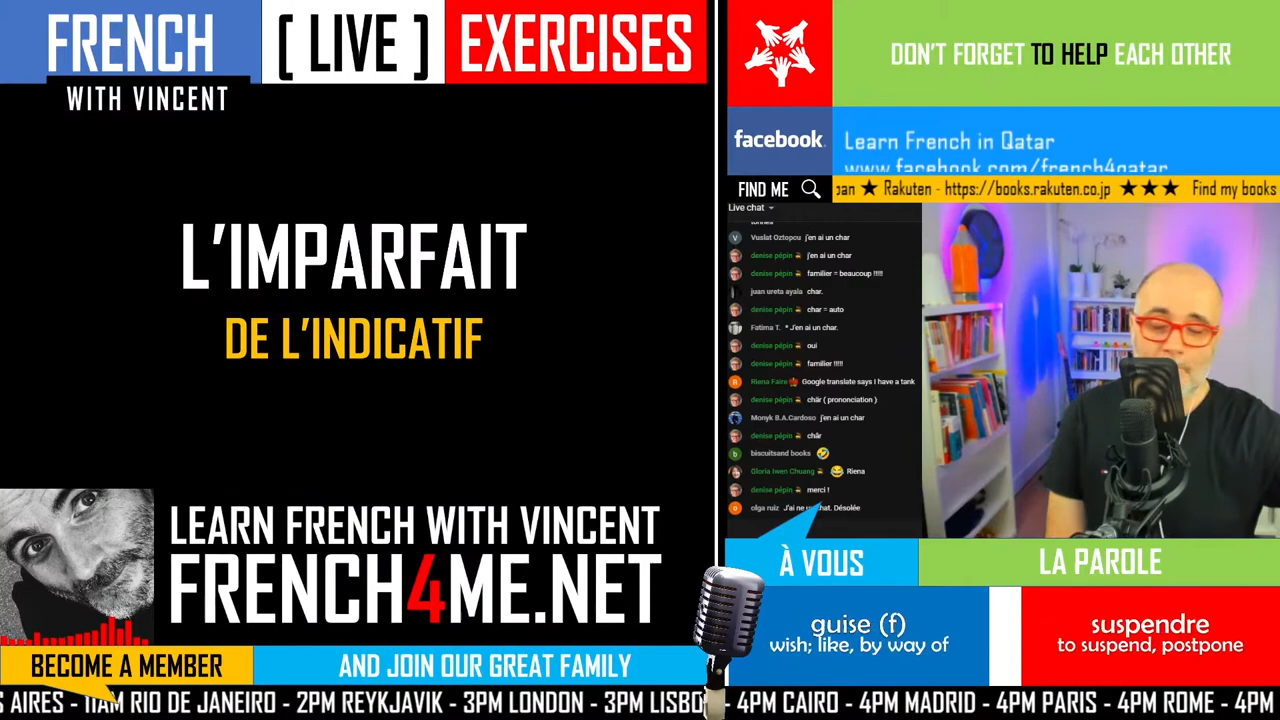 FRENCH
WITH VINCENT
[ LIVE ]
EXERCISES
L'IMPARFAIT
DE L'INDICATIF
LEARN FRENCH WITH VINCENT
FRENCH4ME.NET
BECOME A MEMBER
AND JOIN OUR GREAT FAMILY
DON'T FORGET TO HELP EACH OTHER
facebook
Learn French in Qatar
www.facebook.com/french4qatar
FIND ME
pan ★ Rakuten - https://books.rakuten.co.jp ★★★ Find my books
Live chat
Vuslat Oztopcu j'en ai un char
denise pépin j'en ai un char
denise pépin familier = beaucoup !!!!!
juan ureta ayala char.
denise pépin char = auto
Fatima T. * J'en ai un char.
denise pépin oui
denise pépin familier !!!!!
Riena Faire Google translate says I have a tank
denise pépin châr ( prononciation )
Monyk B.A.Cardoso j'en ai un char
denise pépin châr
biscuitsand books 🤣
Gloria Iwen Chuang 😂 Riena
denise pépin merci !
olga ruiz J'ai ne Désolée
À VOUS
LA PAROLE
guise (f)
wish; like, by way of
suspendre
to suspend, postpone
S AIRES - 11AM RIO DE JANEIRO - 2PM REYKJAVIK - 3PM LONDON - 3PM LISBO - 4PM CAIRO - 4PM MADRID - 4PM PARIS - 4PM ROME - 4PM